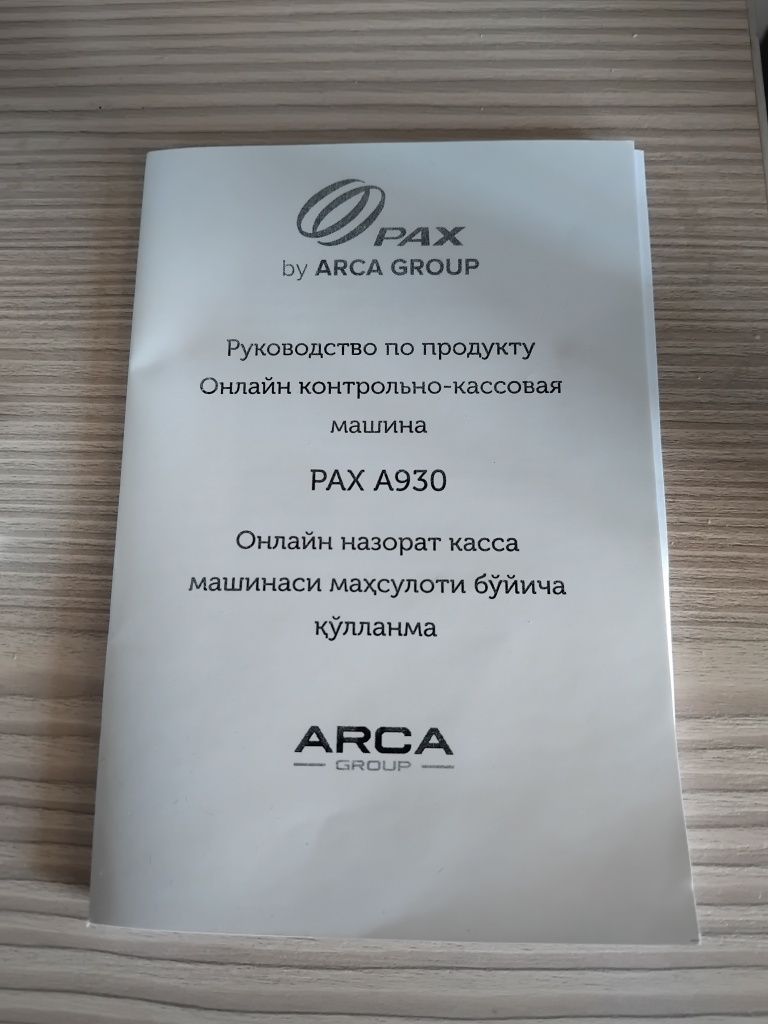 PAX
by ARCA GROUP
Руководство по продукту
Онлайн контрольно-кассовая
машина
PAX A930
Онлайн назорат касса
машинаси маҳсулоти бўйича
қўлланма
ARCA
GROUP